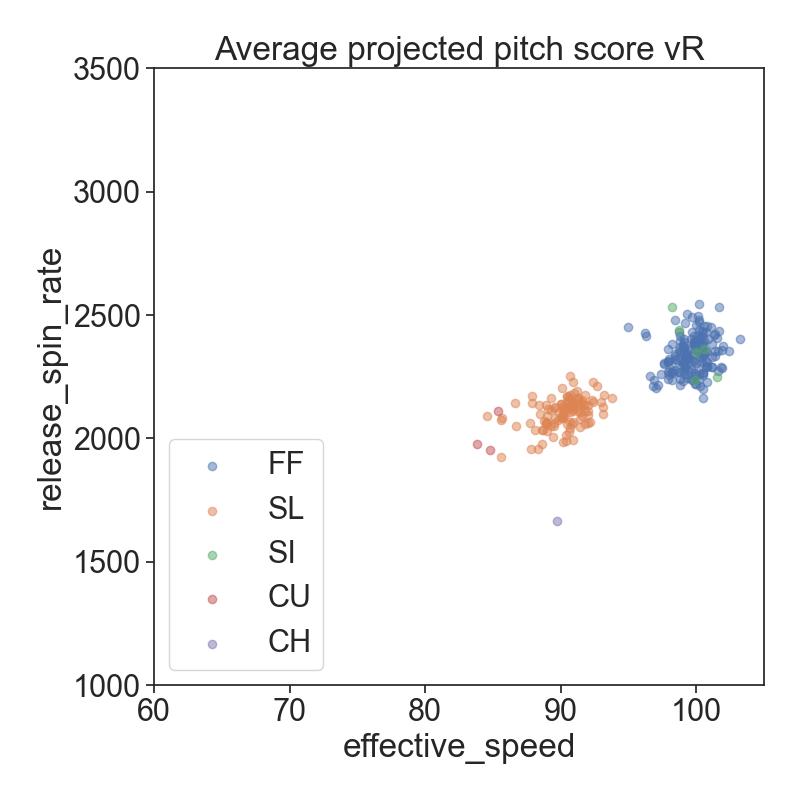 Average projected pitch score vR
3500
3000
2500
2000
1500
1000
release_spin_rate
FF
SL
SI
CU
CH
60 70 80 90 100
effective_speed